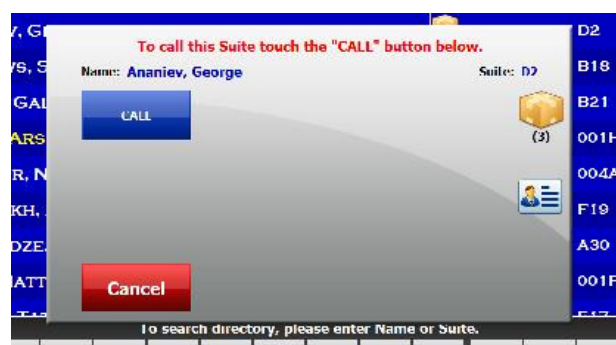 To call this Suite touch the "CALL" button below.
Name: Ananiev, George Suite: D2
CALL
(3)
Cancel
D2
B18
B21
001H
004A
F19
A30
001F
To search directory, please enter Name or Suite.